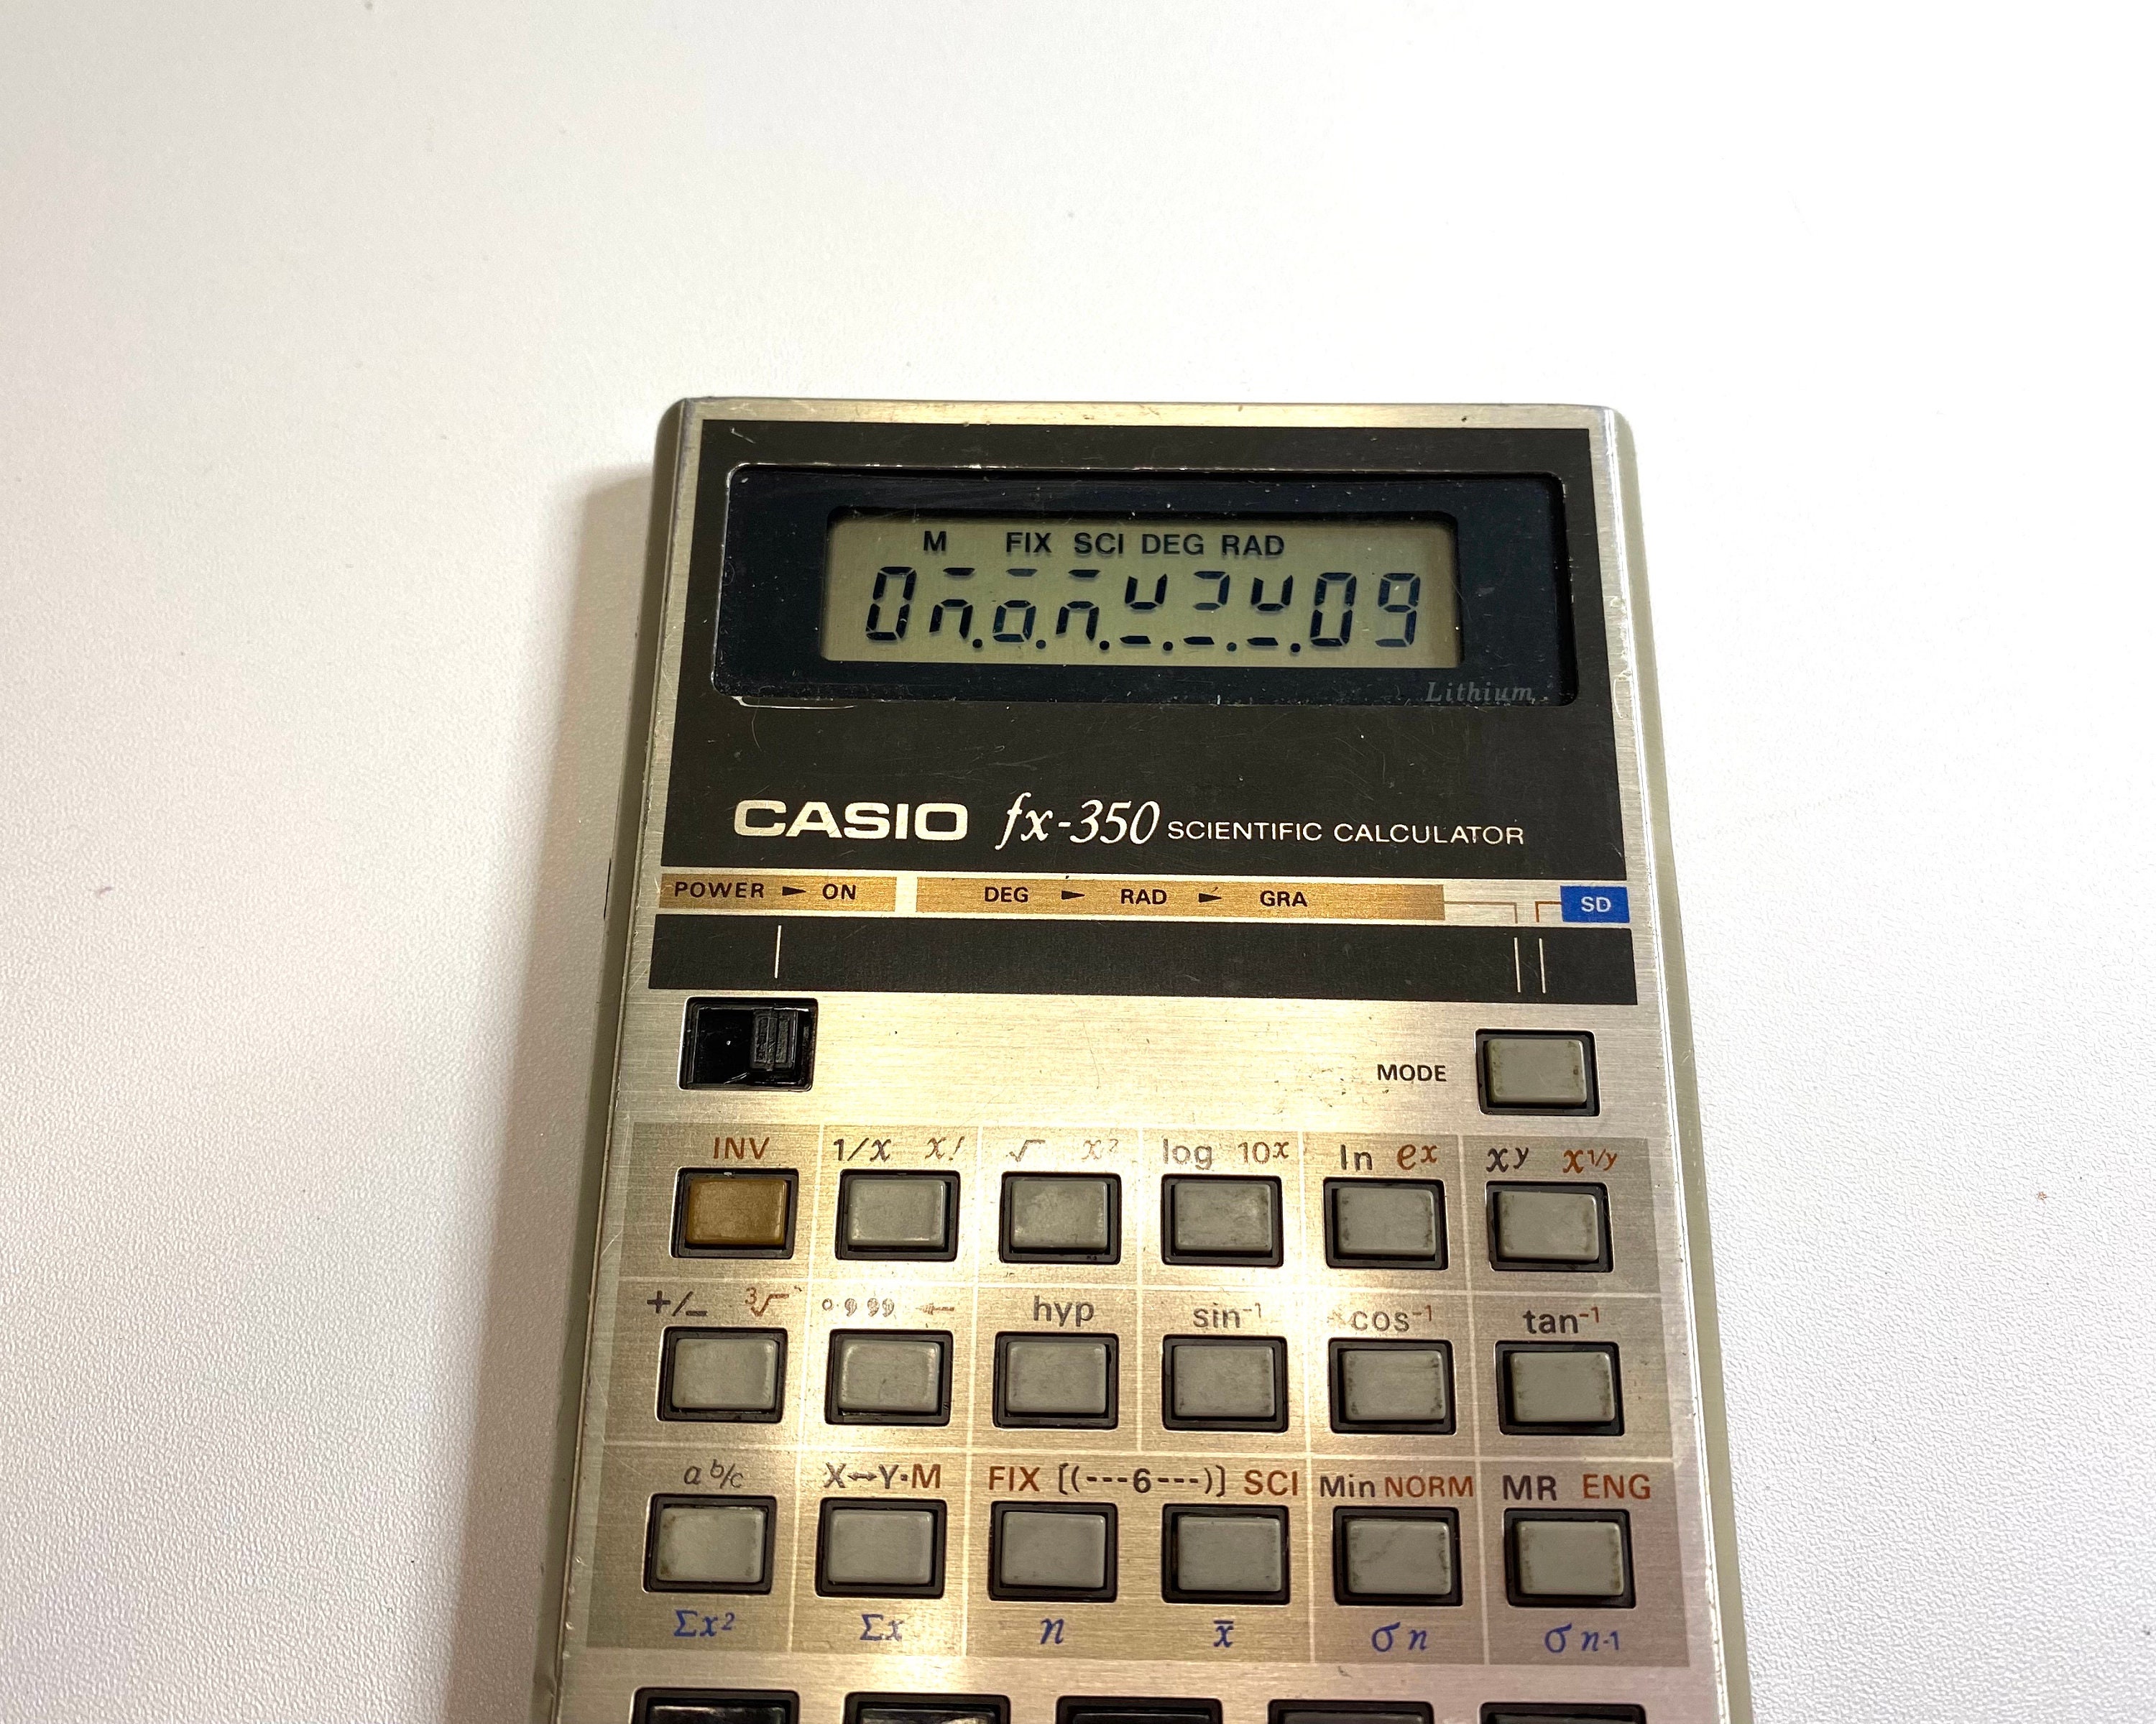 M FIX SCI DEG RAD
Lithium
CASIO fx-350 SCIENTIFIC CALCULATOR
POWER ► ON DEG ► RAD ► GRA SD
MODE
INV 1/x x! √ x² log 10x ln ex xy x1/y
+/− ³√ o,,, ← hyp sin⁻¹ cos⁻¹ tan⁻¹
a b/c X↔Y·M FIX [(---6---)] SCI Min NORM MR ENG
Σx² Σx n x̄ σn σn-1